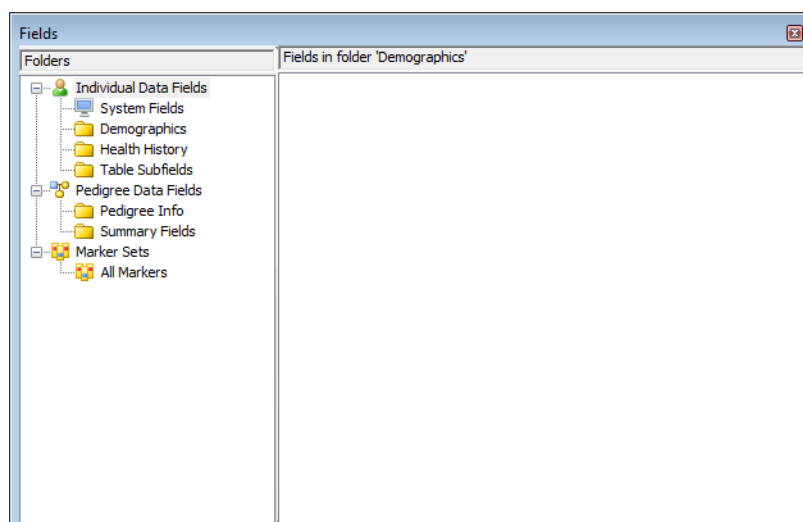 Fields
Folders
Fields in folder 'Demographics'
Individual Data Fields
System Fields
Demographics
Health History
Table Subfields
Pedigree Data Fields
Pedigree Info
Summary Fields
Marker Sets
All Markers